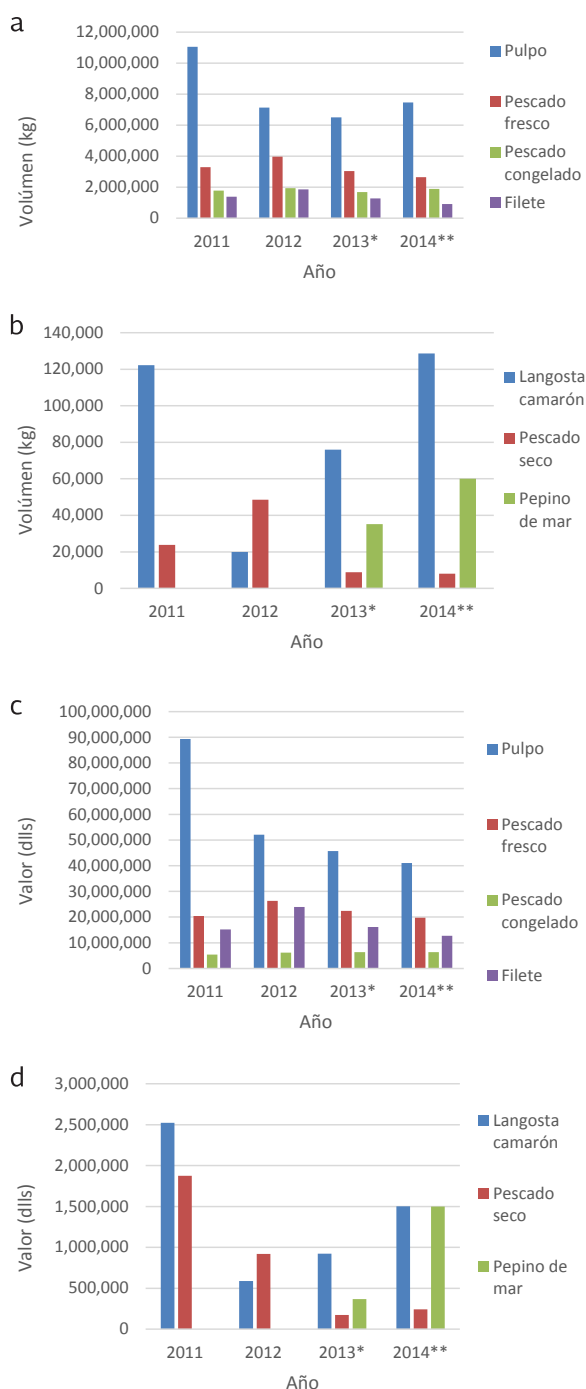 a
12,000,000
10,000,000
8,000,000
6,000,000
4,000,000
2,000,000
0
Volúmen (kg)
2011 2012 2013* 2014**
Año
Pulpo
Pescado
fresco
Pescado
congelado
Filete
b
140,000
120,000
100,000
80,000
60,000
40,000
20,000
0
Volúmen (kg)
2011 2012 2013* 2014**
Año
Langosta
camarón
Pescado
seco
Pepino
de mar
c
100,000,000
90,000,000
80,000,000
70,000,000
60,000,000
50,000,000
40,000,000
30,000,000
20,000,000
10,000,000
0
Valor (dlls)
2011 2012 2013* 2014**
Año
Pulpo
Pescado
fresco
Pescado
congelado
Filete
d
3,000,000
2,500,000
2,000,000
1,500,000
1,000,000
500,000
0
Valor (dlls)
2011 2012 2013* 2014**
Año
Langosta
camarón
Pescado
seco
Pepino de
mar